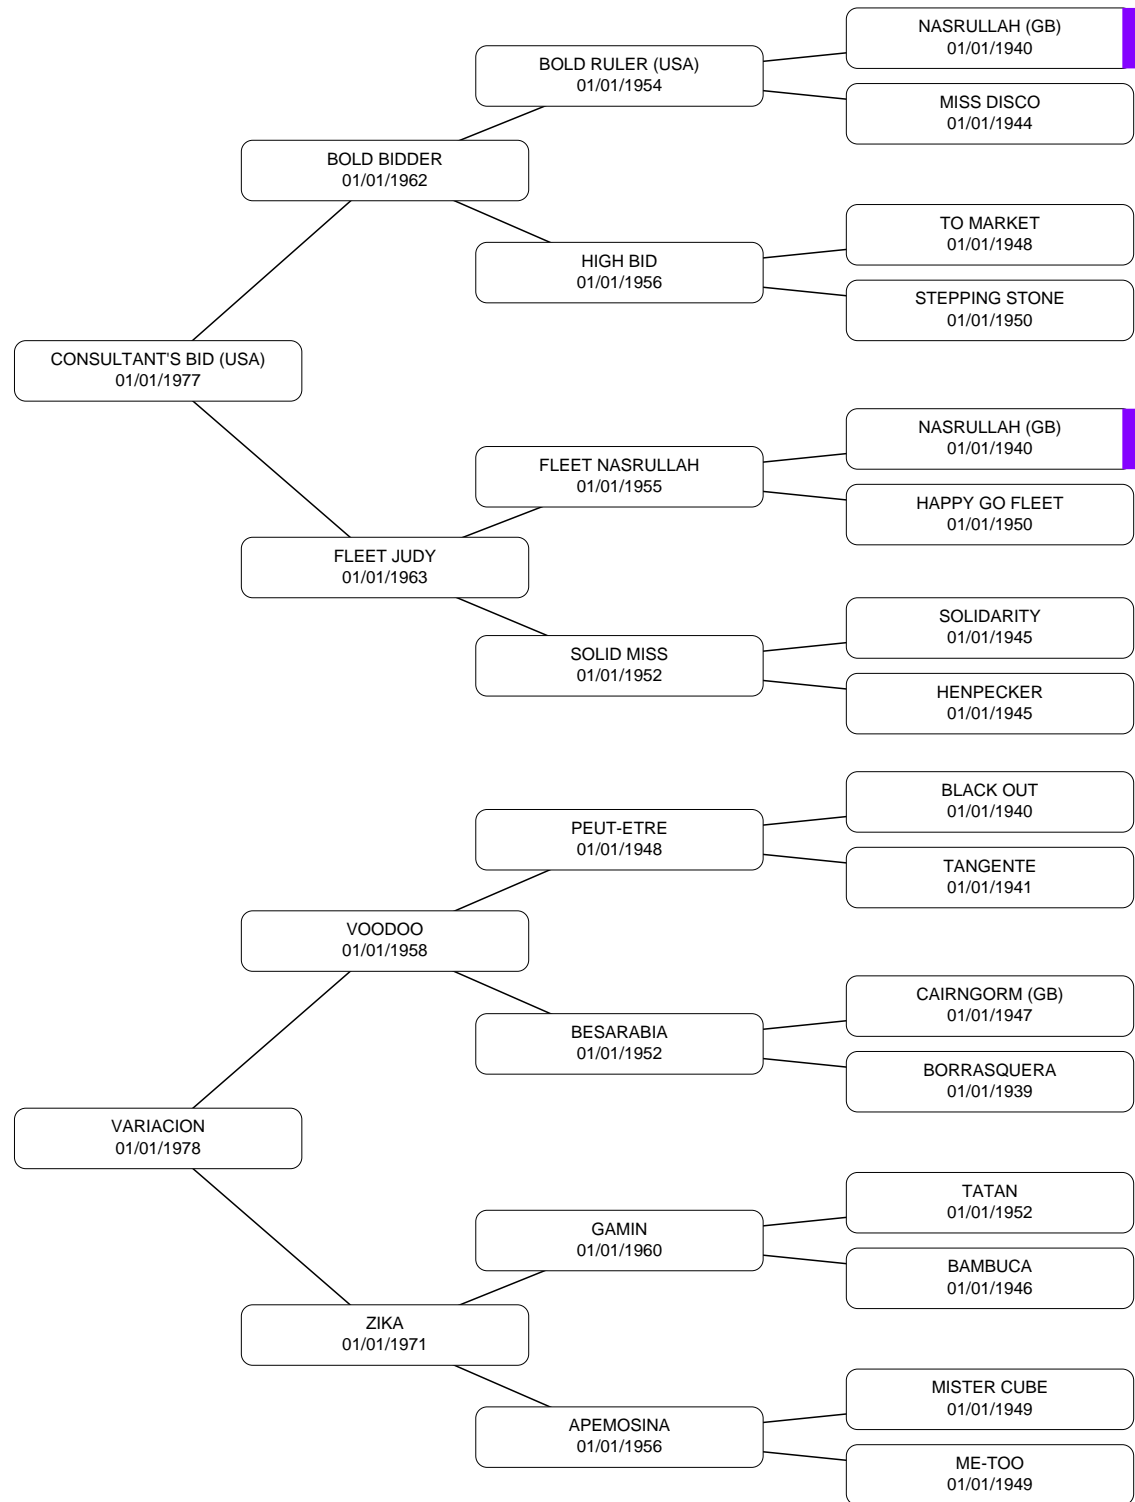 NASRULLAH (GB)
01/01/1940
BOLD RULER (USA)
01/01/1954
MISS DISCO
01/01/1944
BOLD BIDDER
01/01/1962
TO MARKET
01/01/1948
HIGH BID
01/01/1956
STEPPING STONE
01/01/1950
CONSULTANT'S BID (USA)
01/01/1977
NASRULLAH (GB)
01/01/1940
FLEET NASRULLAH
01/01/1955
HAPPY GO FLEET
01/01/1950
FLEET JUDY
01/01/1963
SOLIDARITY
01/01/1945
SOLID MISS
01/01/1952
HENPECKER
01/01/1945
BLACK OUT
01/01/1940
PEUT-ETRE
01/01/1948
TANGENTE
01/01/1941
VOODOO
01/01/1958
CAIRNGORM (GB)
01/01/1947
BESARABIA
01/01/1952
BORRASQUERA
01/01/1939
VARIACION
01/01/1978
TATAN
01/01/1952
GAMIN
01/01/1960
BAMBUCA
01/01/1946
ZIKA
01/01/1971
MISTER CUBE
01/01/1949
APEMOSINA
01/01/1956
ME-TOO
01/01/1949